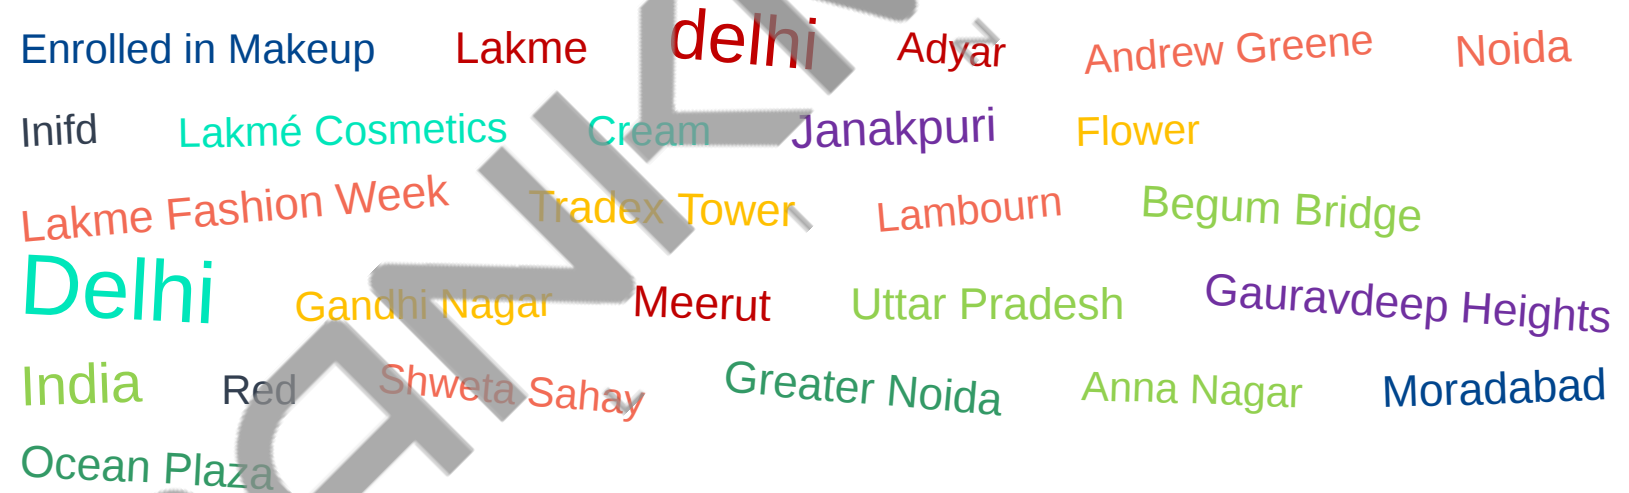 Enrolled in Makeup Lakme delhi Adyar Andrew Greene Noida
Inifd Lakmé Cosmetics Cream Janakpuri Flower
Lakme Fashion Week Tradex Tower Lambourn Begum Bridge
Delhi Gandhi Nagar Meerut Uttar Pradesh Gauravdeep Heights
India Red Shweta Sahay Greater Noida Anna Nagar Moradabad
Ocean Plaza